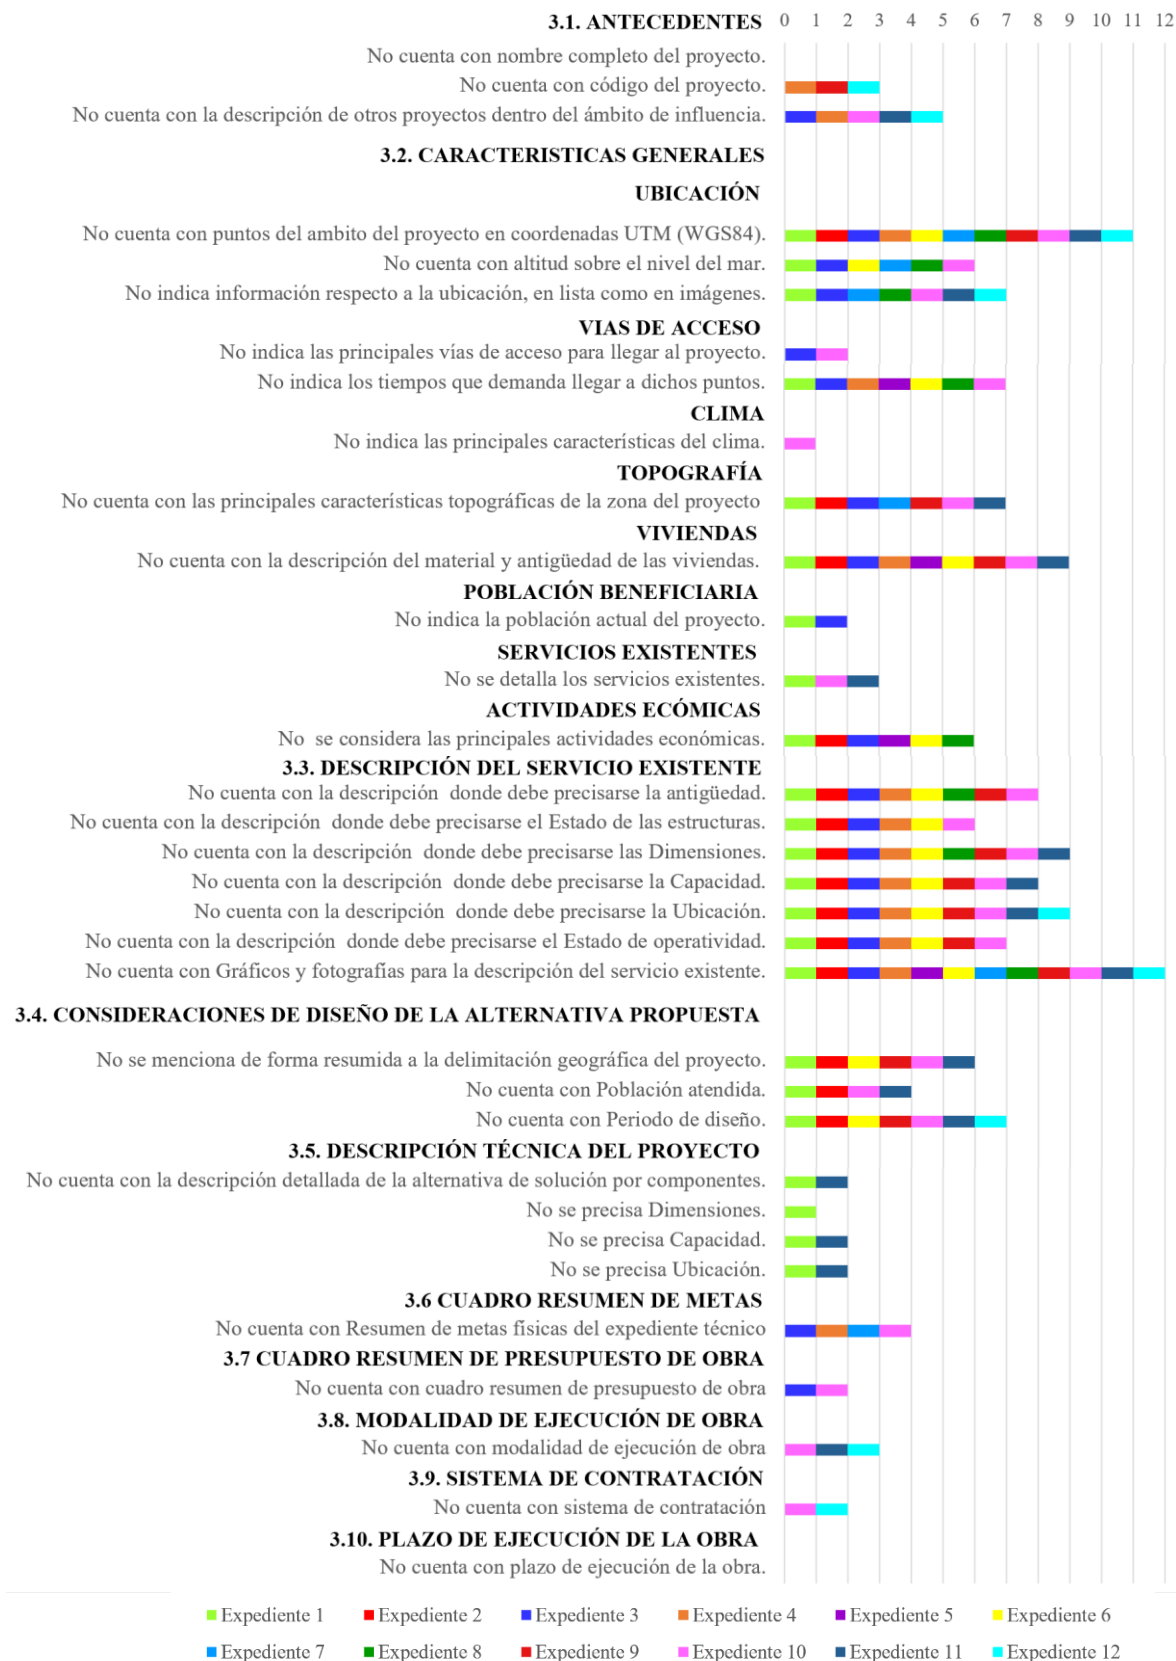 3.1. ANTECEDENTES 0 1 2 3 4 5 6 7 8 9 10 11 12
No cuenta con nombre completo del proyecto.
No cuenta con código del proyecto.
No cuenta con la descripción de otros proyectos dentro del ámbito de influencia.
3.2. CARACTERISTICAS GENERALES
UBICACIÓN
No cuenta con puntos del ambito del proyecto en coordenadas UTM (WGS84).
No cuenta con altitud sobre el nivel del mar.
No indica información respecto a la ubicación, en lista como en imágenes.
VIAS DE ACCESO
No indica las principales vías de acceso para llegar al proyecto.
No indica los tiempos que demanda llegar a dichos puntos.
CLIMA
No indica las principales características del clima.
TOPOGRAFÍA
No cuenta con las principales características topográficas de la zona del proyecto
VIVIENDAS
No cuenta con la descripción del material y antigüedad de las viviendas.
POBLACIÓN BENEFICIARIA
No indica la población actual del proyecto.
SERVICIOS EXISTENTES
No se detalla los servicios existentes.
ACTIVIDADES ECÓMICAS
No se considera las principales actividades económicas.
3.3. DESCRIPCIÓN DEL SERVICIO EXISTENTE
No cuenta con la descripción donde debe precisarse la antigüedad.
No cuenta con la descripción donde debe precisarse el Estado de las estructuras.
No cuenta con la descripción donde debe precisarse las Dimensiones.
No cuenta con la descripción donde debe precisarse la Capacidad.
No cuenta con la descripción donde debe precisarse la Ubicación.
No cuenta con la descripción donde debe precisarse el Estado de operatividad.
No cuenta con Gráficos y fotografías para la descripción del servicio existente.
3.4. CONSIDERACIONES DE DISEÑO DE LA ALTERNATIVA PROPUESTA
No se menciona de forma resumida a la delimitación geográfica del proyecto.
No cuenta con Población atendida.
No cuenta con Periodo de diseño.
3.5. DESCRIPCIÓN TÉCNICA DEL PROYECTO
No cuenta con la descripción detallada de la alternativa de solución por componentes.
No se precisa Dimensiones.
No se precisa Capacidad.
No se precisa Ubicación.
3.6 CUADRO RESUMEN DE METAS
No cuenta con Resumen de metas físicas del expediente técnico
3.7 CUADRO RESUMEN DE PRESUPUESTO DE OBRA
No cuenta con cuadro resumen de presupuesto de obra
3.8. MODALIDAD DE EJECUCIÓN DE OBRA
No cuenta con modalidad de ejecución de obra
3.9. SISTEMA DE CONTRATACIÓN
No cuenta con sistema de contratación
3.10. PLAZO DE EJECUCIÓN DE LA OBRA
No cuenta con plazo de ejecución de la obra.
Expediente 1 Expediente 2 Expediente 3 Expediente 4 Expediente 5 Expediente 6
Expediente 7 Expediente 8 Expediente 9 Expediente 10 Expediente 11 Expediente 12